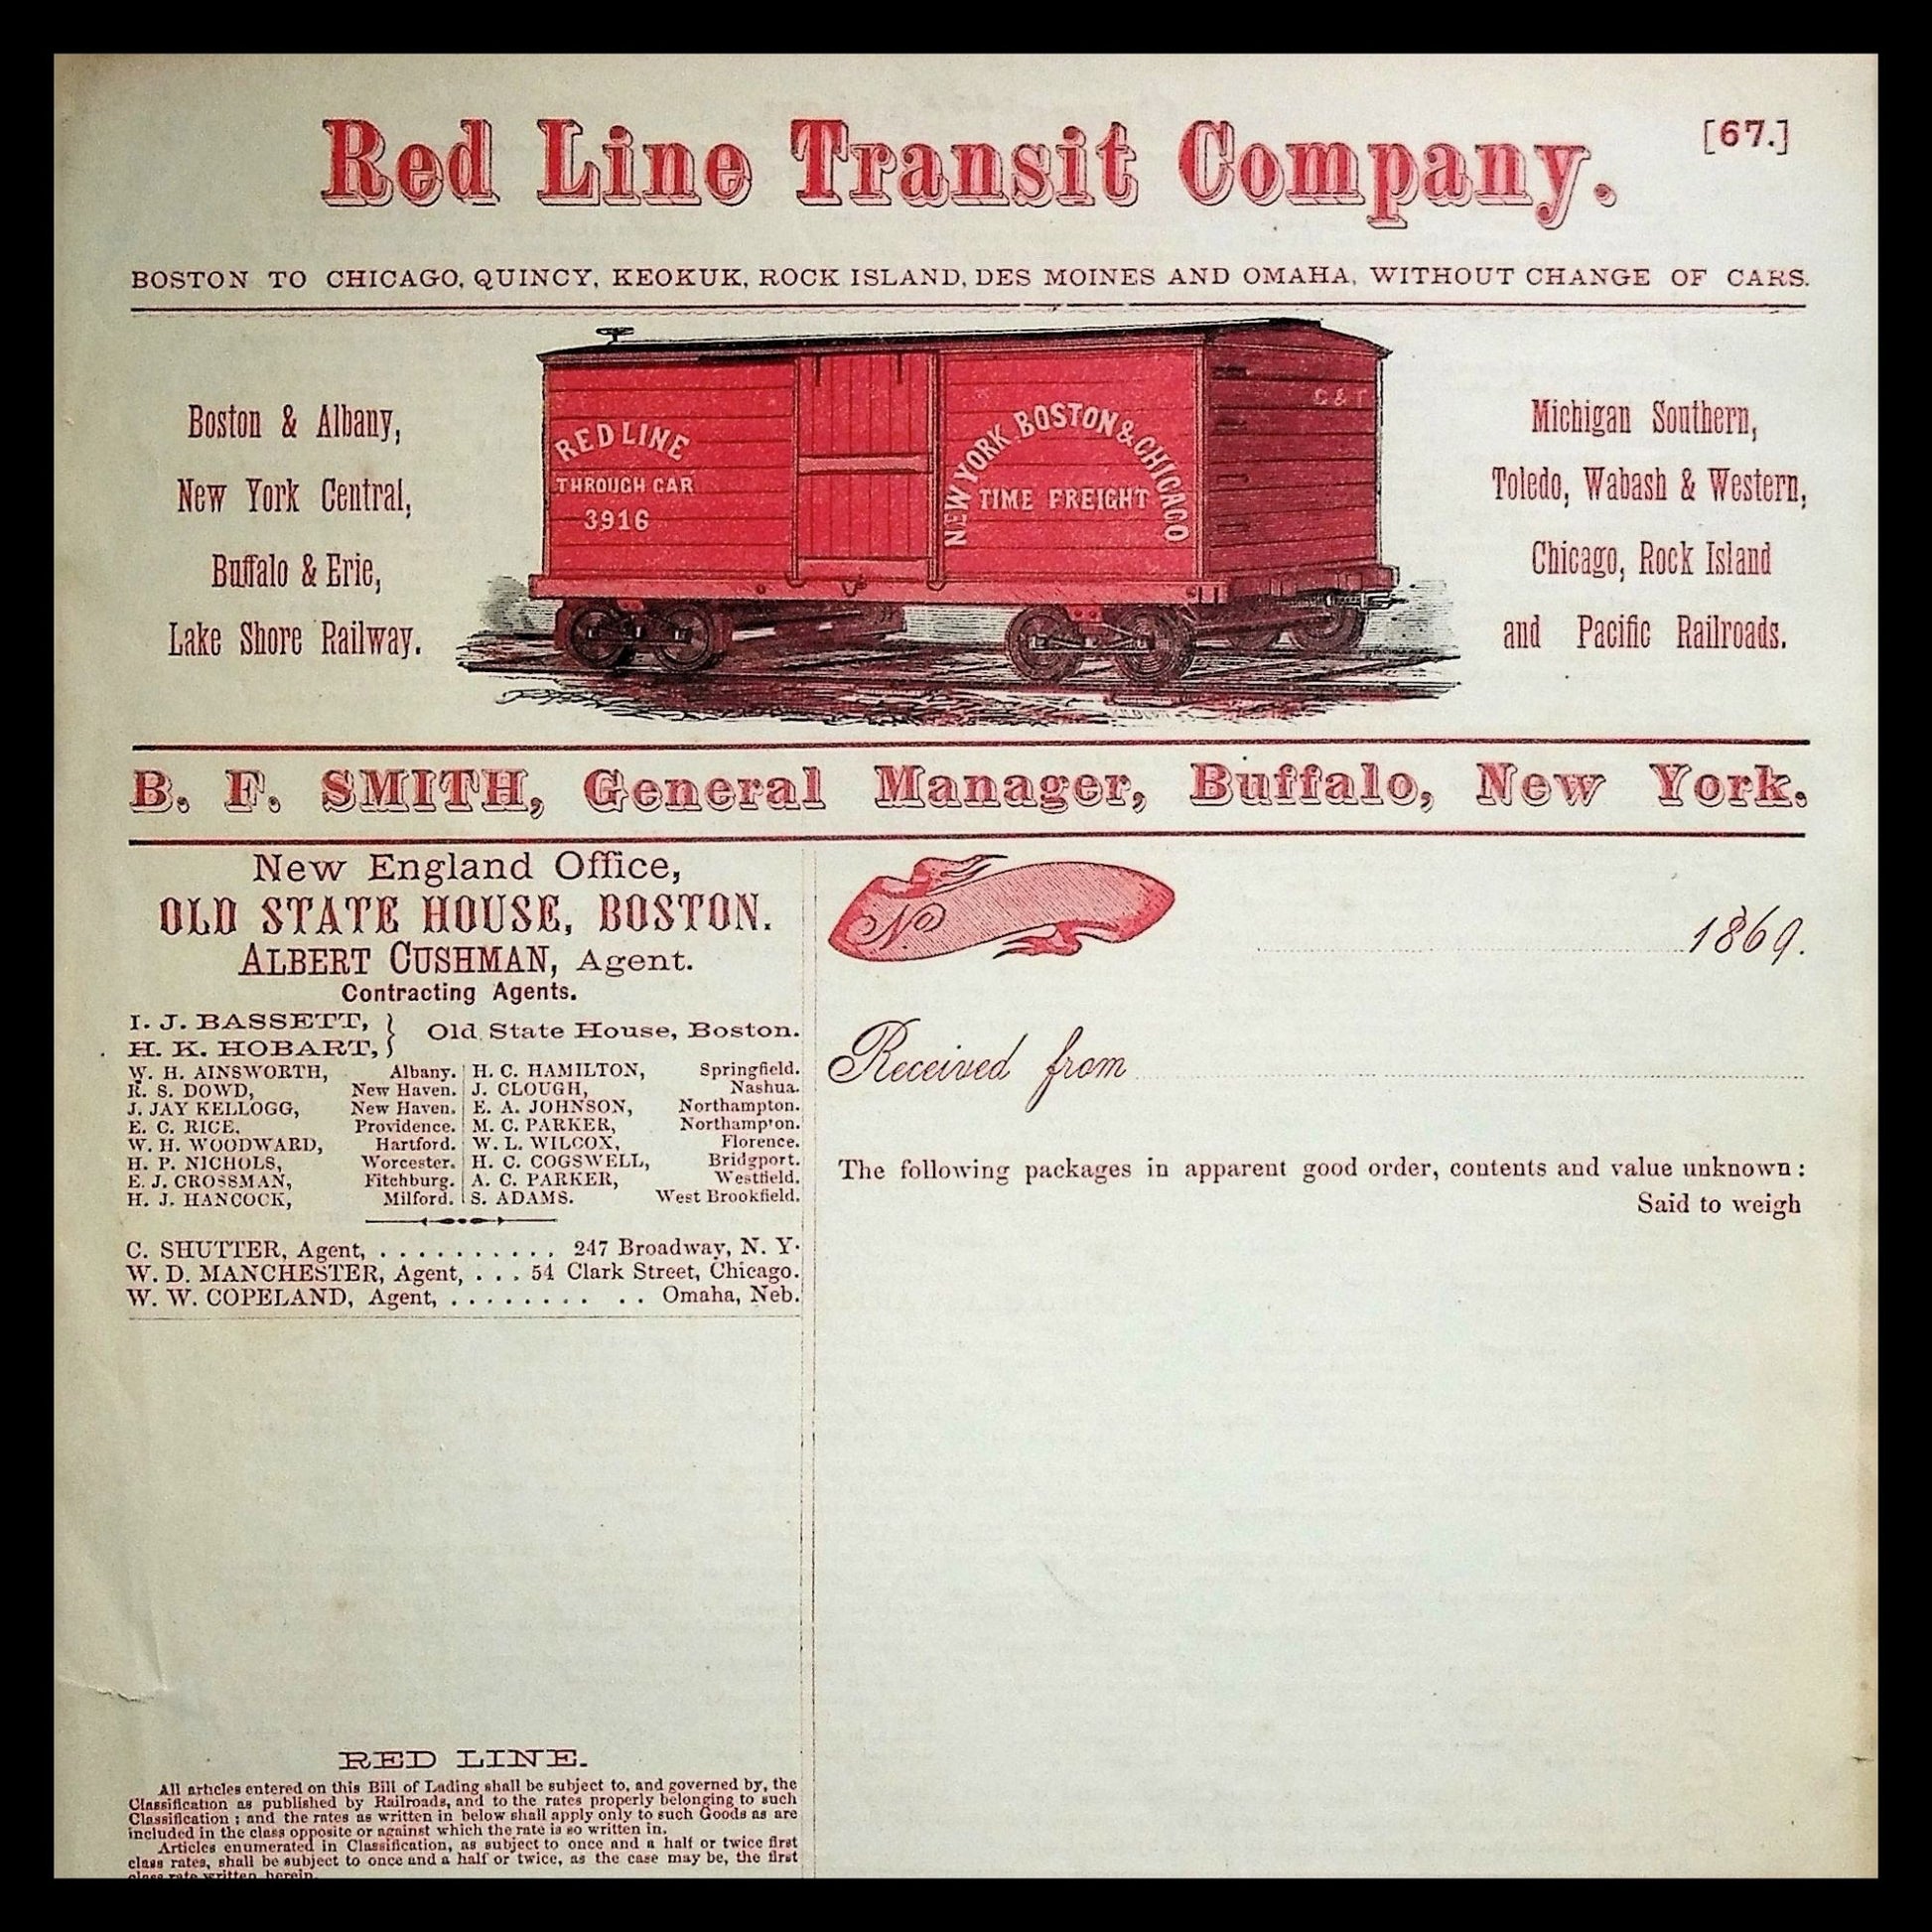 Red Line Transit Company.
[67.]
BOSTON TO CHICAGO, QUINCY, KEOKUK, ROCK ISLAND, DES MOINES AND OMAHA, WITHOUT CHANGE OF CARS.
Boston & Albany,
New York Central,
Buffalo & Erie,
Lake Shore Railway.
RED LINE
THROUGH CAR
3916
NEW YORK BOSTON & CHICAGO
TIME FREIGHT
Michigan Southern,
Toledo, Wabash & Western,
Chicago, Rock Island
and Pacific Railroads.
B. F. SMITH, General Manager, Buffalo, New York.
New England Office,
OLD STATE HOUSE, BOSTON.
ALBERT CUSHMAN, Agent.
Contracting Agents.
I. J. BASSETT,
H. K. HOBART, } Old State House, Boston.
W. H. AINSWORTH, Albany. H. C. HAMILTON, Springfield.
R. S. DOWD, New Haven. J. CLOUGH, Nashua.
J. JAY KELLOGG, New Haven. E. A. JOHNSON, Northampton.
E. C. RICE, Providence. M. C. PARKER, Northampton.
W. H. WOODWARD, Hartford. W. L. WILCOX, Florence.
H. P. NICHOLS, Worcester. H. C. COGSWELL, Bridgport.
E. J. CROSSMAN, Fitchburg. A. C. PARKER, Westfield.
H. J. HANCOCK, Milford. S. ADAMS. West Brookfield.
C. SHUTTER, Agent, . . . . . . . . . . 247 Broadway, N. Y.
W. D. MANCHESTER, Agent, . . . 54 Clark Street, Chicago.
W. W. COPELAND, Agent, . . . . . . . . . . Omaha, Neb.
RED LINE.
All articles entered on this Bill of Lading shall be subject to, and governed by, the
Classification as published by Railroads, and to the rates properly belonging to such
Classification ; and the rates as written in below shall apply only to such Goods as are
included in the class opposite or against which the rate is so written in.
Articles enumerated in Classification, as subject to once and a half or twice first
class rates, shall be subject to once and a half or twice, as the case may be, the first
class rate written herein.
No
1869.
Received from
The following packages in apparent good order, contents and value unknown :
Said to weigh